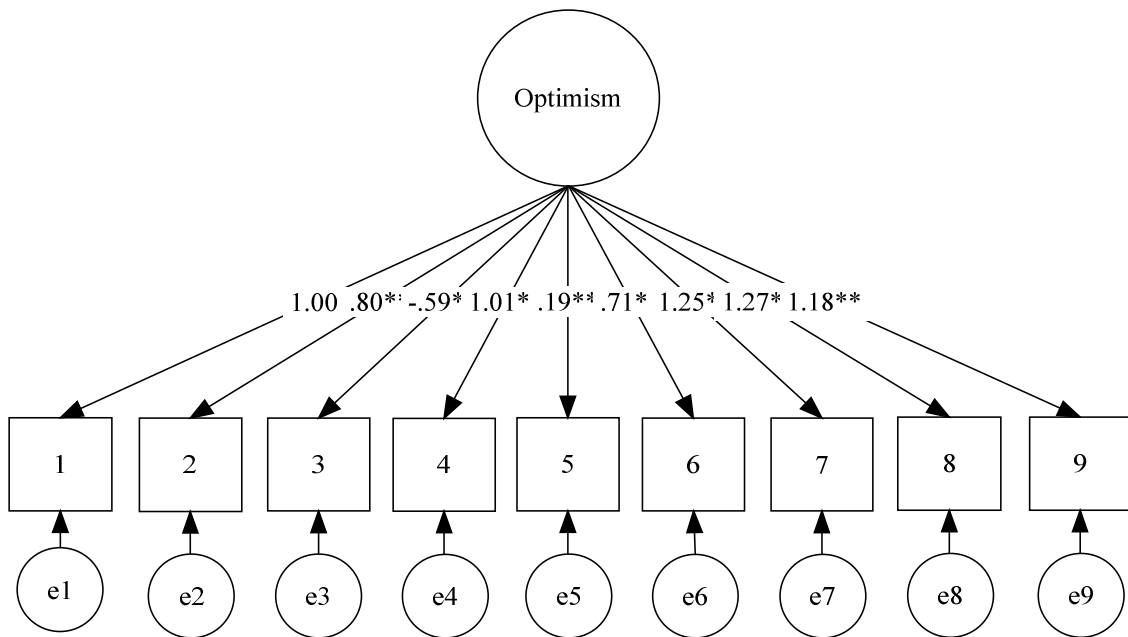 Optimism
1.00 .80** -.59* 1.01* .19** .71* 1.25* 1.27* 1.18**
1 2 3 4 5 6 7 8 9
e1 e2 e3 e4 e5 e6 e7 e8 e9